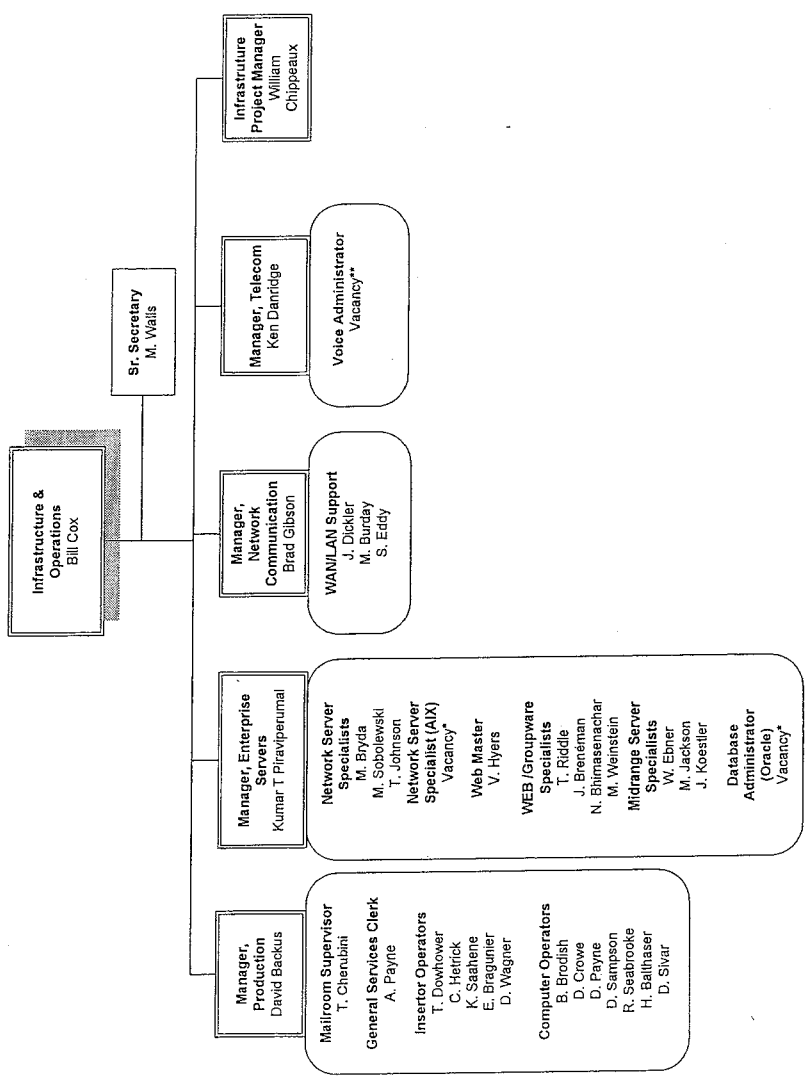 Infrastructure &
Operations
Bill Cox
Sr. Secretary
M. Walls
Manager,
Production
David Backus
Mailroom Supervisor
T. Cherubini
General Services Clerk
A. Payne
Insertor Operators
T. Dowhower
C. Hetrick
K. Saahene
E. Bragunier
D. Wagner
Computer Operators
B. Brodish
D. Crowe
D. Payne
D. Sampson
R. Seabrooke
H. Balthaser
D. Sivar
Manager, Enterprise
Servers
Kumar T Piraviperumal
Network Server
Specialists
M. Bryda
M. Sobolewski
T. Johnson
Network Server
Specialist (AIX)
Vacancy*
Web Master
V. Hyers
WEB /Groupware
Specialists
T. Riddle
J. Breneman
N. Bhimasenachar
M. Weinstein
Midrange Server
Specialists
W. Ebner
M. Jackson
J. Koestler
Database
Administrator
(Oracle)
Vacancy*
Manager,
Network
Communication
Brad Gibson
WAN/LAN Support
J. Dickler
M. Burday
S. Eddy
Manager, Telecom
Ken Danridge
Voice Administrator
Vacancy**
Infrastruture
Project Manager
William
Chippeaux